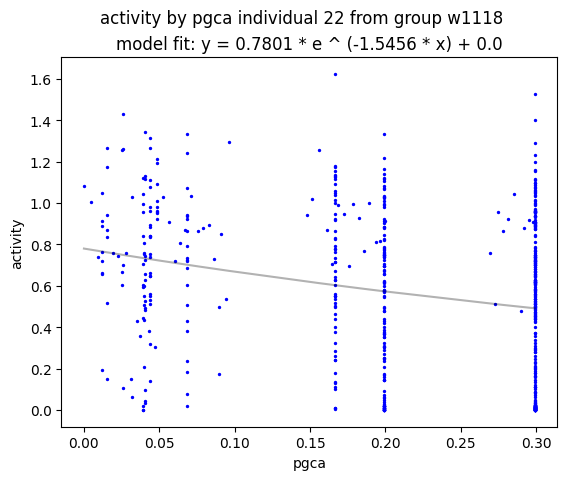 activity by pgca individual 22 from group w1118
model fit: y = 0.7801 * e ^ (-1.5456 * x) + 0.0
1.6
1.4
1.2
1.0
0.8
0.6
0.4
0.2
0.0
activity
0.00 0.05 0.10 0.15 0.20 0.25 0.30
pgca